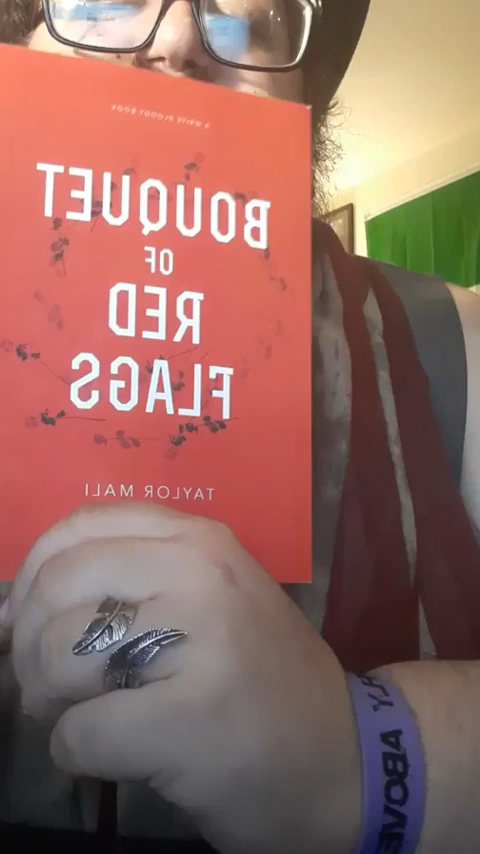 A WRITE BLOODY BOOK
BOUQUET
OF
RED
FLAGS
TAYLOR MALI
ABOVE